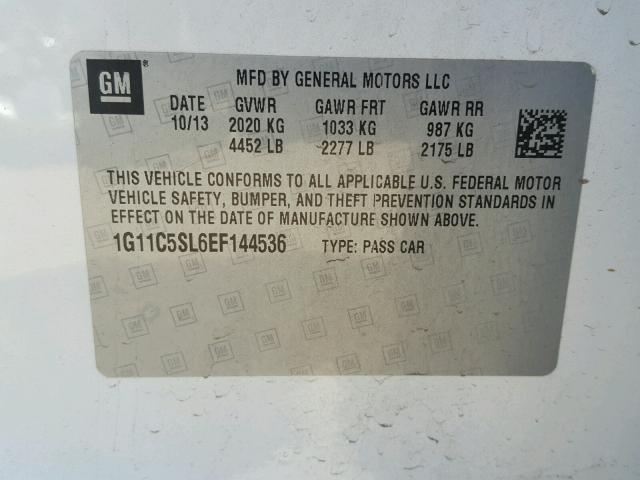 GM ® MFD BY GENERAL MOTORS LLC
DATE GVWR GAWR FRT GAWR RR
10/13 2020 KG 1033 KG 987 KG
4452 LB 2277 LB 2175 LB
THIS VEHICLE CONFORMS TO ALL APPLICABLE U.S. FEDERAL MOTOR
VEHICLE SAFETY, BUMPER, AND THEFT PREVENTION STANDARDS IN
EFFECT ON THE DATE OF MANUFACTURE SHOWN ABOVE.
1G11C5SL6EF144536 TYPE: PASS CAR